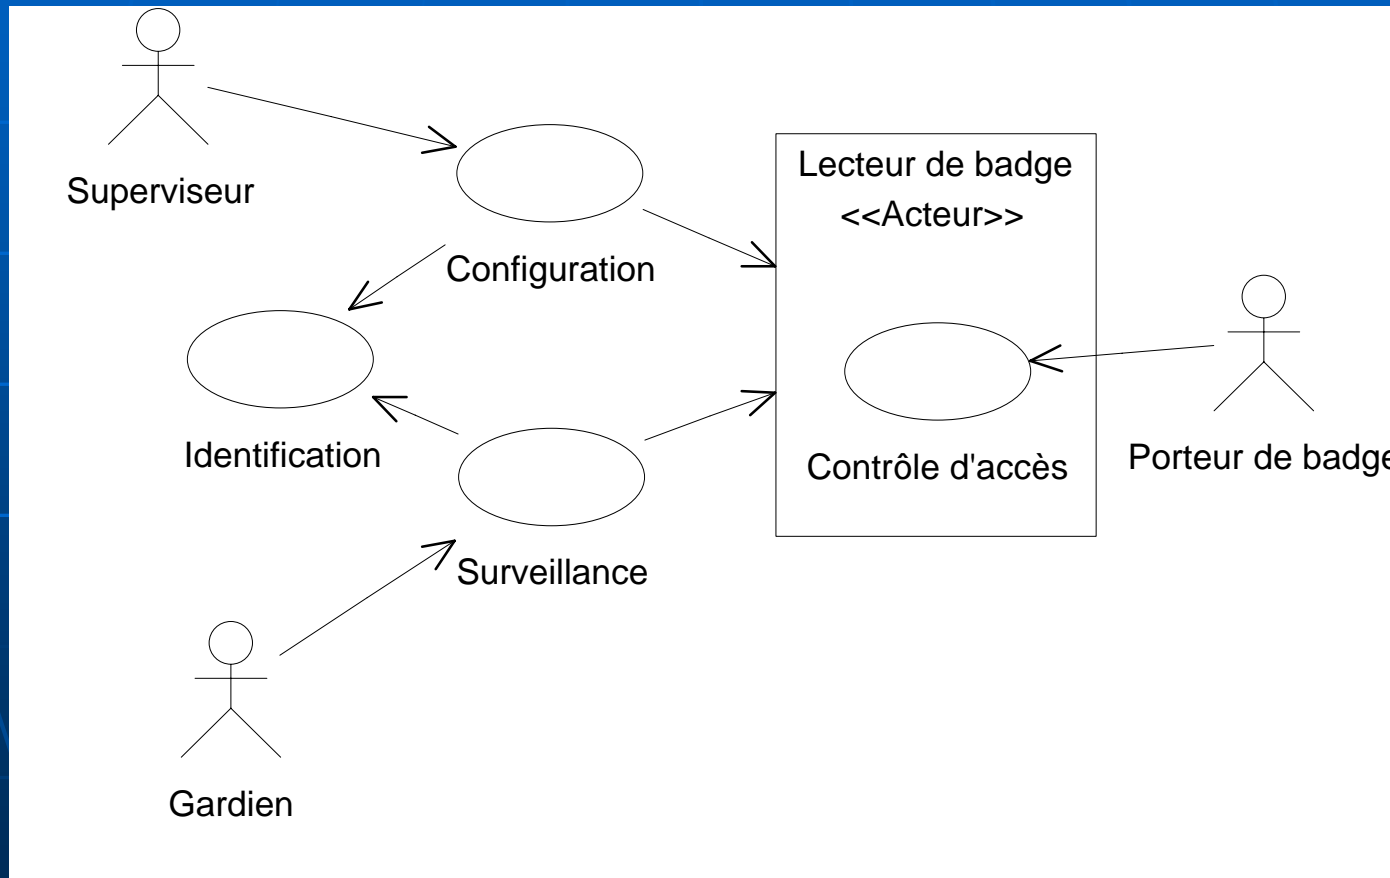 Superviseur
Lecteur de badge
<<Acteur>>
Configuration
Identification
Contrôle d'accès
Porteur de badge
Surveillance
Gardien